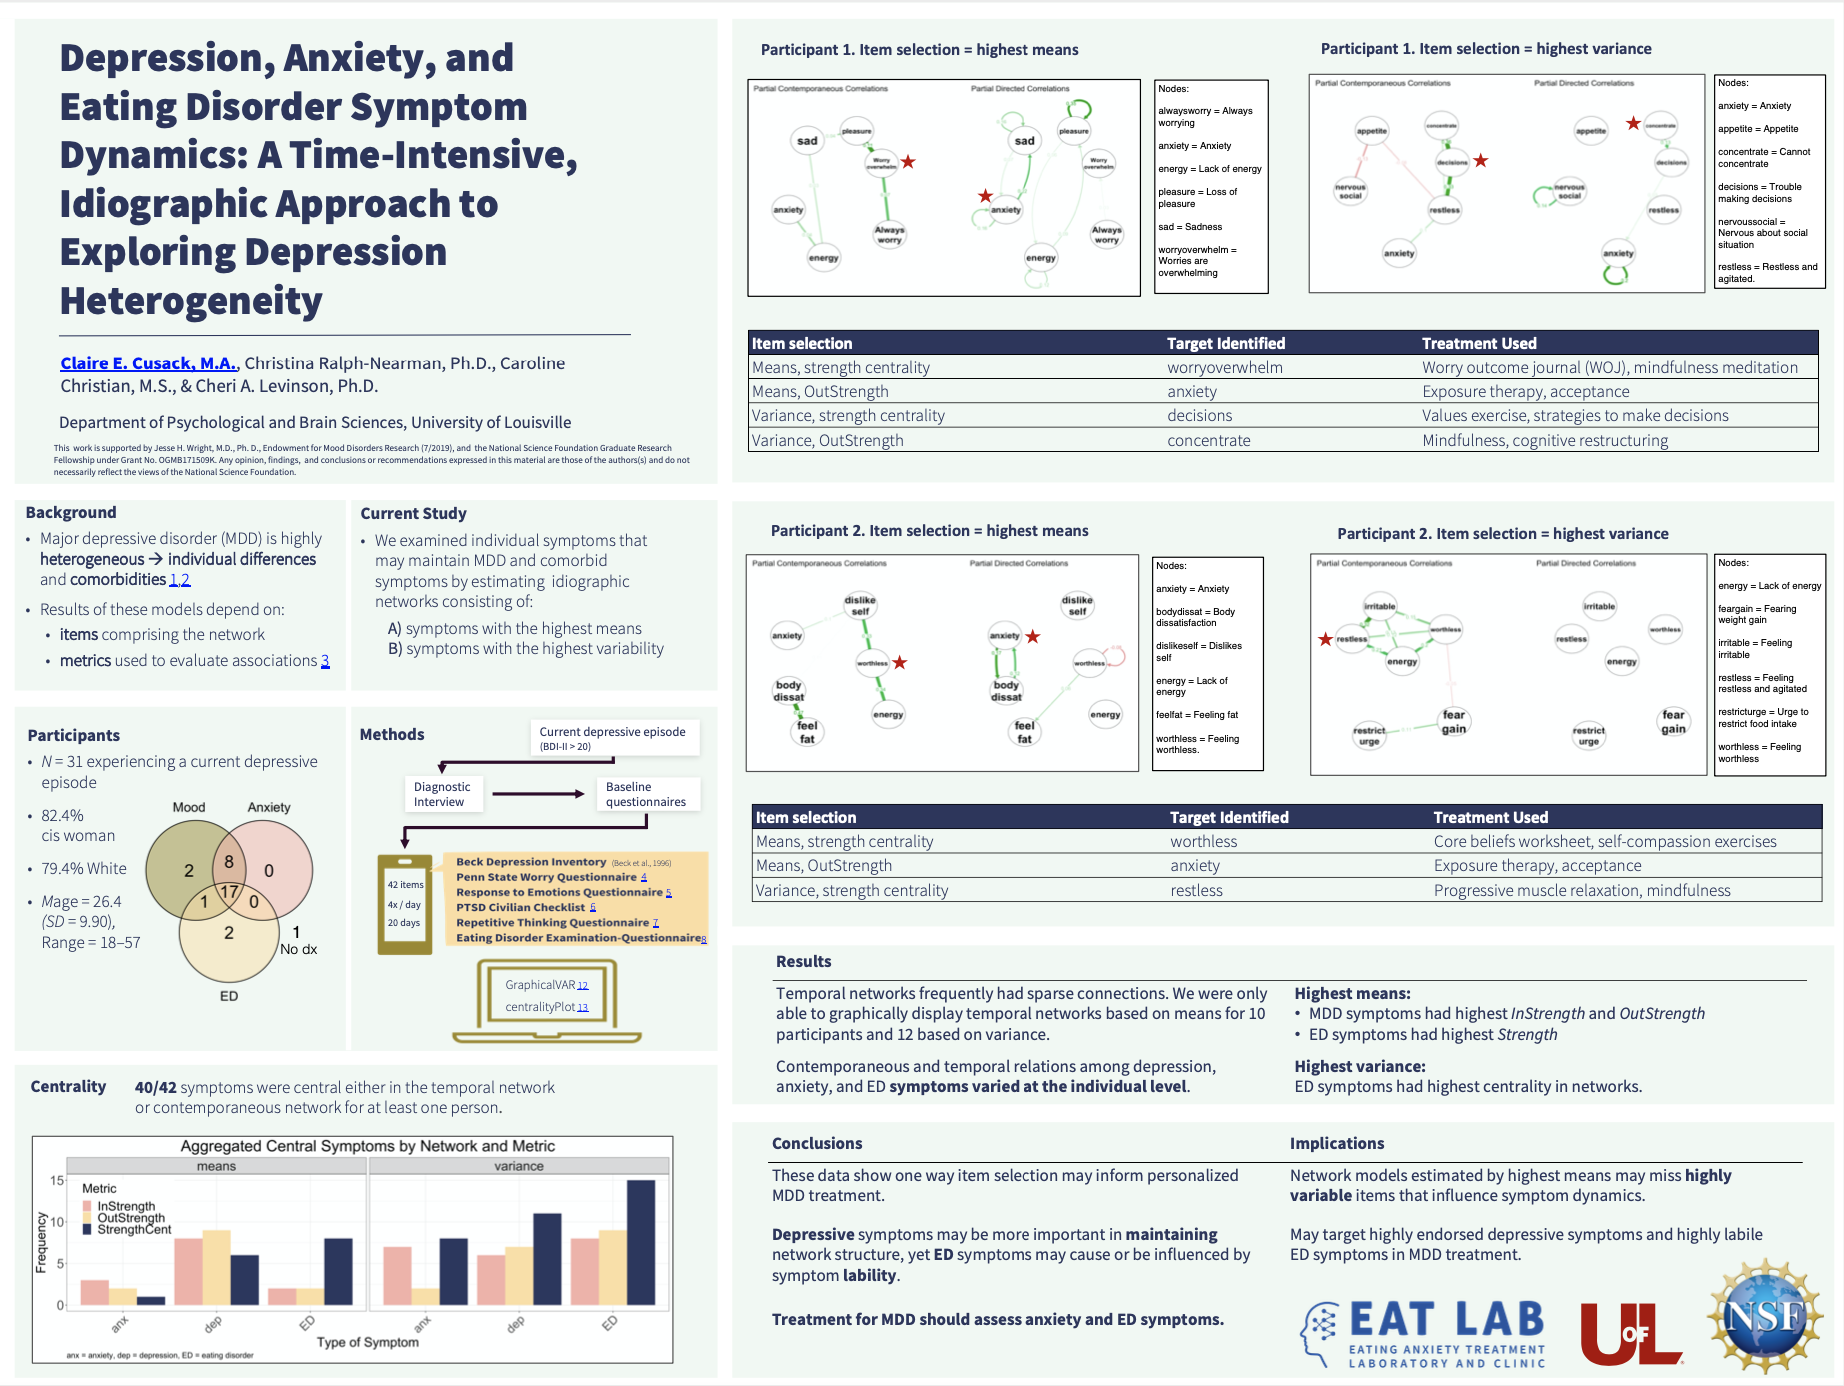 Depression, Anxiety, and
Eating Disorder Symptom
Dynamics: A Time-Intensive,
Idiographic Approach to
Exploring Depression
Heterogeneity
Claire E. Cusack, M.A., Christina Ralph-Nearman, Ph.D., Caroline
Christian, M.S., & Cheri A. Levinson, Ph.D.
Department of Psychological and Brain Sciences, University of Louisville
This work is supported by Jesse H. Wright, M.D., Ph. D., Endowment for Mood Disorders Research (7/2019), and the National Science Foundation Graduate Research
Fellowship under Grant No. OGMB171509K. Any opinion, findings, and conclusions or recommendations expressed in this material are those of the authors(s) and do not
necessarily reflect the views of the National Science Foundation.
Background
• Major depressive disorder (MDD) is highly
heterogeneous → individual differences
and comorbidities 1,2
• Results of these models depend on:
• items comprising the network
• metrics used to evaluate associations 3
Current Study
• We examined individual symptoms that
may maintain MDD and comorbid
symptoms by estimating idiographic
networks consisting of:
A) symptoms with the highest means
B) symptoms with the highest variability
Participants
• N = 31 experiencing a current depressive
episode
• 82.4%
cis woman
• 79.4% White
• Mage = 26.4
(SD = 9.90),
Range = 18–57
Mood Anxiety
2 8 0
17
1 0
2
1
No dx
ED
Methods
Current depressive episode
(BDI-II > 20)
Diagnostic
Interview
Baseline
questionnaires
42 items
4x / day
20 days
Beck Depression Inventory (Beck et al., 1996)
Penn State Worry Questionnaire 4
Response to Emotions Questionnaire 5
PTSD Civilian Checklist 6
Repetitive Thinking Questionnaire 7
Eating Disorder Examination-Questionnaire8
GraphicalVAR 12
centralityPlot 13
Centrality
40/42 symptoms were central either in the temporal network
or contemporaneous network for at least one person.
Aggregated Central Symptoms by Network and Metric
means variance
Metric
InStrength
OutStrength
StrengthCent
Frequency
15
10
5
0
anx dep ED anx dep ED
Type of Symptom
anx = anxiety, dep = depression, ED = eating disorder
Participant 1. Item selection = highest means
Partial Contemporaneous Correlations
sad
pleasure
Worry
overwhelm
anxiety
Always
worry
energy
Partial Directed Correlations
sad
pleasure
Worry
overwhelm
anxiety
Always
worry
energy
Nodes:
alwaysworry = Always
worrying
anxiety = Anxiety
energy = Lack of energy
pleasure = Loss of
pleasure
sad = Sadness
worryoverwhelm =
Worries are
overwhelming
Participant 1. Item selection = highest variance
Partial Contemporaneous Correlations
appetite
concentrate
decisions
nervous
social
restless
anxiety
Partial Directed Correlations
appetite
concentrate
decisions
nervous
social
restless
anxiety
Nodes:
anxiety = Anxiety
appetite = Appetite
concentrate = Cannot
concentrate
decisions = Trouble
making decisions
nervoussocial =
Nervous about social
situation
restless = Restless and
agitated.
Item selection Target Identified Treatment Used
Means, strength centrality worryoverwhelm Worry outcome journal (WOJ), mindfulness meditation
Means, OutStrength anxiety Exposure therapy, acceptance
Variance, strength centrality decisions Values exercise, strategies to make decisions
Variance, OutStrength concentrate Mindfulness, cognitive restructuring
Participant 2. Item selection = highest means
Partial Contemporaneous Correlations
dislike
self
anxiety
worthless
body
dissat
energy
feel
fat
Partial Directed Correlations
dislike
self
anxiety
worthless
body
dissat
energy
feel
fat
Nodes:
anxiety = Anxiety
bodydissat = Body
dissatisfaction
dislikeself = Dislikes
self
energy = Lack of
energy
feelfat = Feeling fat
worthless = Feeling
worthless.
Participant 2. Item selection = highest variance
Partial Contemporaneous Correlations
irritable
restless
worthless
energy
fear
gain
restrict
urge
Partial Directed Correlations
irritable
restless
worthless
energy
fear
gain
restrict
urge
Nodes:
energy = Lack of energy
feargain = Fearing
weight gain
irritable = Feeling
irritable
restless = Feeling
restless and agitated
restricturge = Urge to
restrict food intake
worthless = Feeling
worthless
Item selection Target Identified Treatment Used
Means, strength centrality worthless Core beliefs worksheet, self-compassion exercises
Means, OutStrength anxiety Exposure therapy, acceptance
Variance, strength centrality restless Progressive muscle relaxation, mindfulness
Results
Temporal networks frequently had sparse connections. We were only
able to graphically display temporal networks based on means for 10
participants and 12 based on variance.
Contemporaneous and temporal relations among depression,
anxiety, and ED symptoms varied at the individual level.
Highest means:
• MDD symptoms had highest InStrength and OutStrength
• ED symptoms had highest Strength
Highest variance:
ED symptoms had highest centrality in networks.
Conclusions
These data show one way item selection may inform personalized
MDD treatment.
Depressive symptoms may be more important in maintaining
network structure, yet ED symptoms may cause or be influenced by
symptom lability.
Treatment for MDD should assess anxiety and ED symptoms.
Implications
Network models estimated by highest means may miss highly
variable items that influence symptom dynamics.
May target highly endorsed depressive symptoms and highly labile
ED symptoms in MDD treatment.
EAT LAB
EATING ANXIETY TREATMENT
LABORATORY AND CLINIC
UOFL
NSF